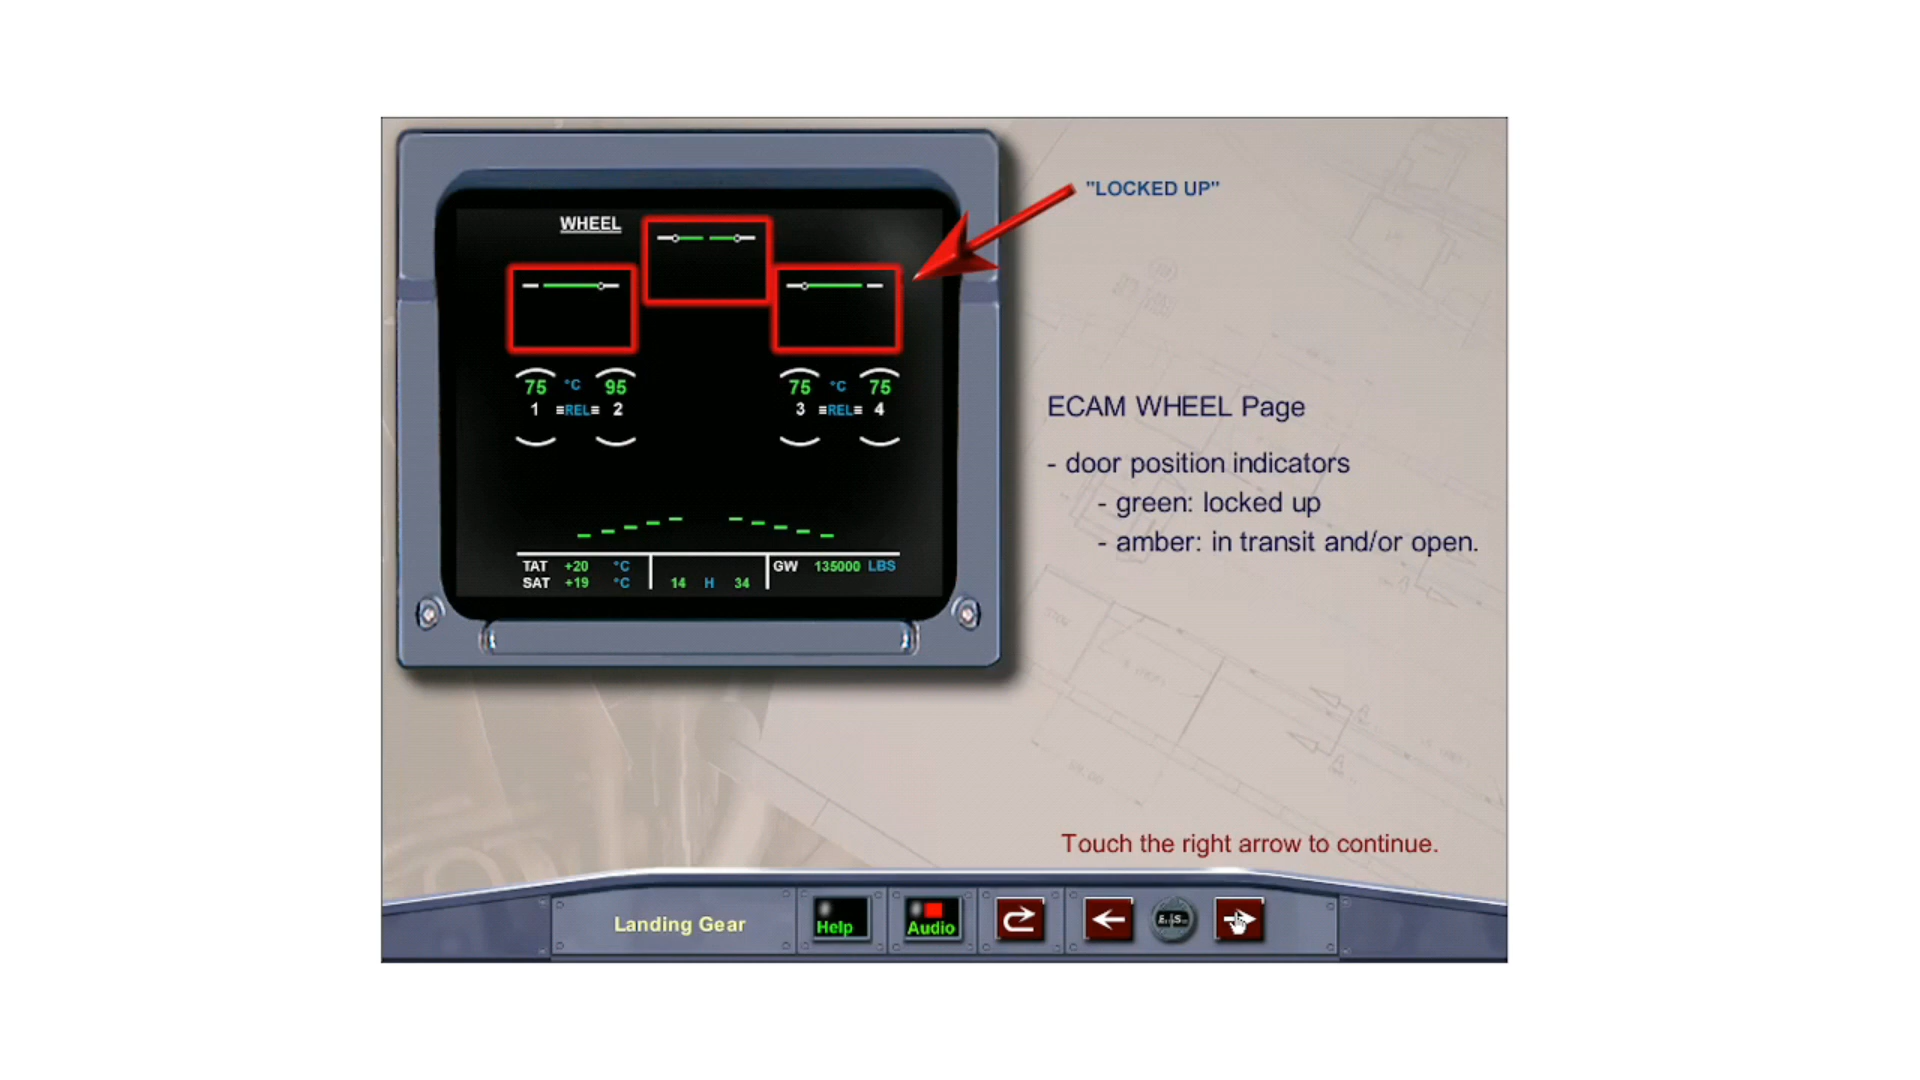 "LOCKED UP"
WHEEL
75 °C 95
75 °C 75
1 REL 2
3 REL 4
ECAM WHEEL Page
- door position indicators
- green: locked up
- amber: in transit and/or open.
TAT +20 °C
GW 135000 LBS
SAT +19 °C
14 H 34
Touch the right arrow to continue.
Landing Gear
Help
Audio